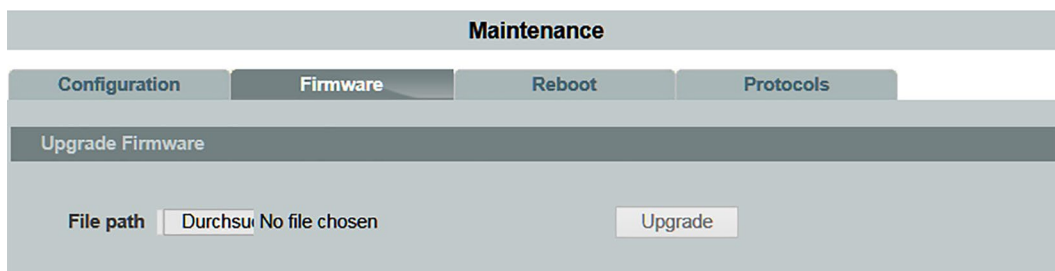 Maintenance
Configuration Firmware Reboot Protocols
Upgrade Firmware
File path Durchsu No file chosen Upgrade